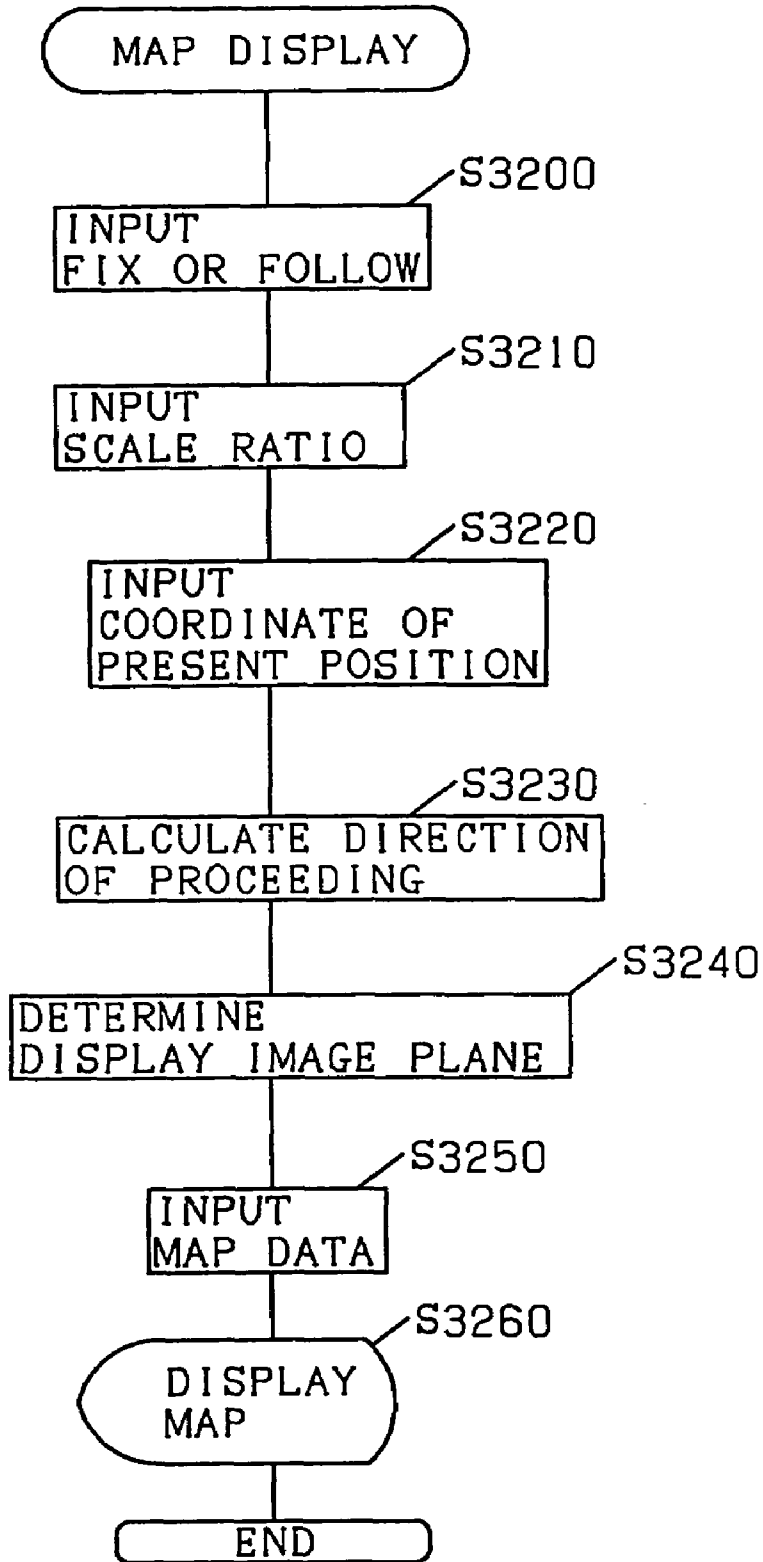 MAP DISPLAY
S3200
INPUT
FIX OR FOLLOW
S3210
INPUT
SCALE RATIO
S3220
INPUT
COORDINATE OF
PRESENT POSITION
S3230
CALCULATE DIRECTION
OF PROCEEDING
S3240
DETERMINE
DISPLAY IMAGE PLANE
S3250
INPUT
MAP DATA
S3260
DISPLAY
MAP
END